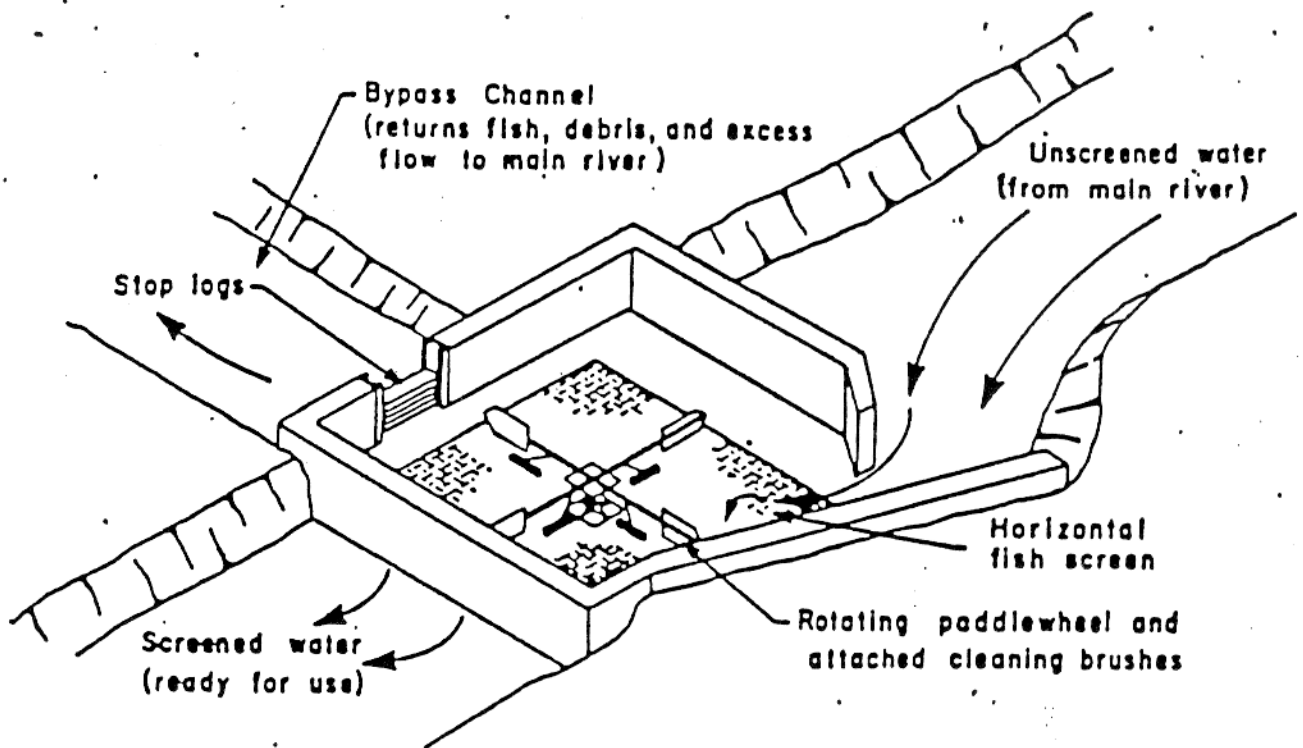 Bypass Channel
(returns fish, debris, and excess
flow to main river)
Unscreened water
(from main river)
Stop logs
Horizontal
fish screen
Rotating paddlewheel and
attached cleaning brushes
Screened water
(ready for use)